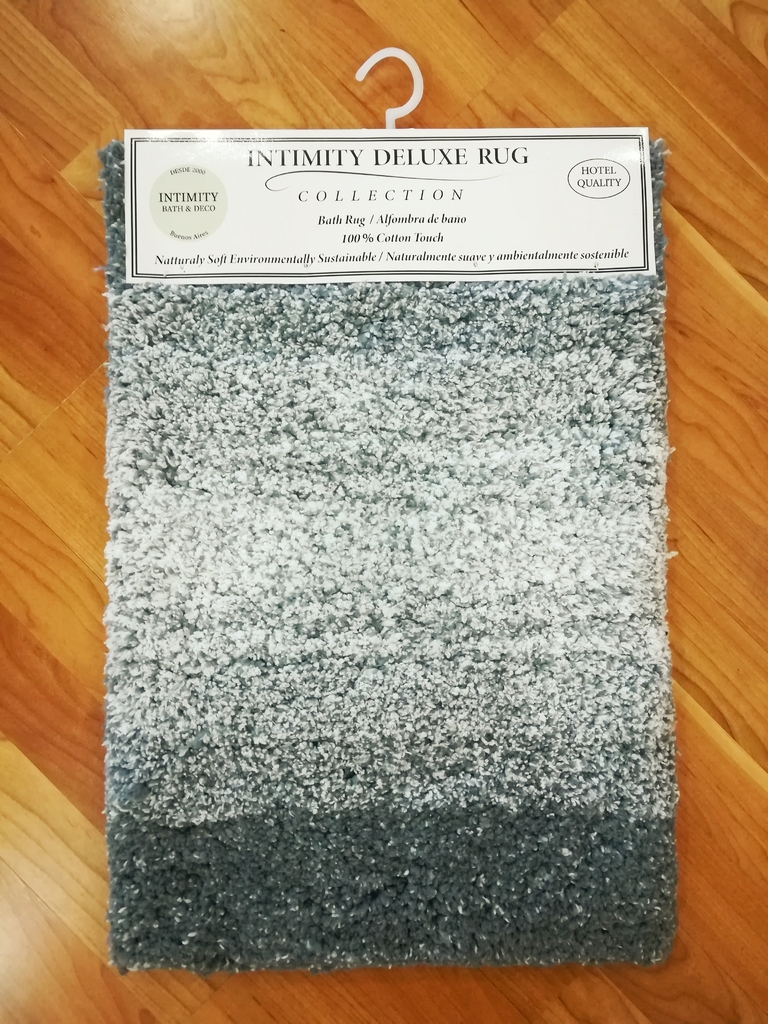 INTIMITY DELUXE RUG
COLLECTION
DESDE 2000
INTIMITY
BATH & DECO
Buenos Aires
HOTEL
QUALITY
Bath Rug / Alfombra de bano
100% Cotton Touch
Natturaly Soft Environmentally Sustainable / Naturalmente suave y ambientalmente sostenible